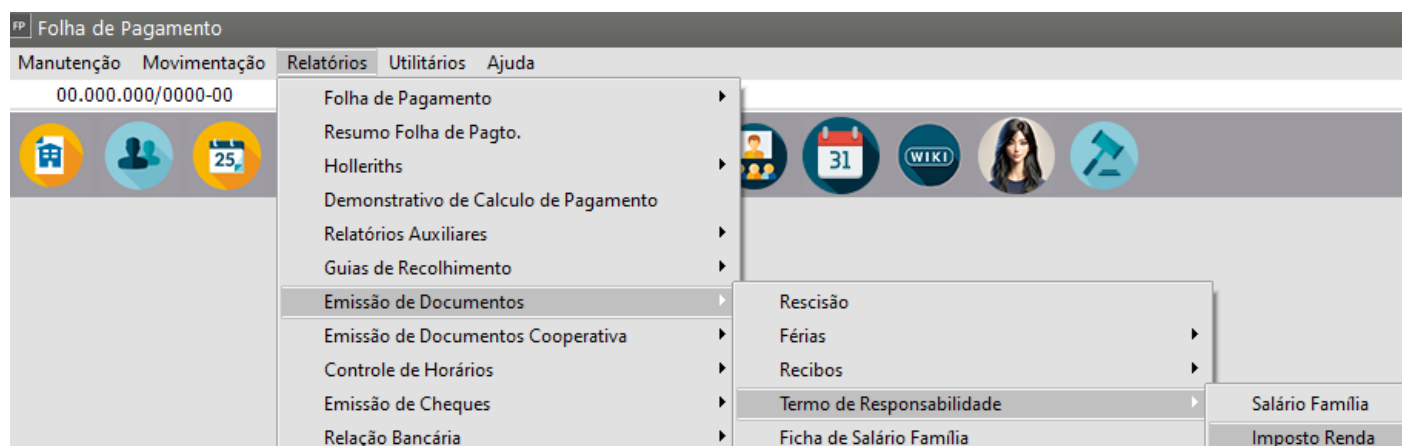 FP Folha de Pagamento
Manutenção Movimentação Relatórios Utilitários Ajuda
00.000.000/0000-00
25
31
WIKI
Folha de Pagamento
Resumo Folha de Pagto.
Holleriths
Demonstrativo de Calculo de Pagamento
Relatórios Auxiliares
Guias de Recolhimento
Emissão de Documentos
Emissão de Documentos Cooperativa
Controle de Horários
Emissão de Cheques
Relação Bancária
Rescisão
Férias
Recibos
Termo de Responsabilidade
Ficha de Salário Família
Salário Família
Imposto Renda